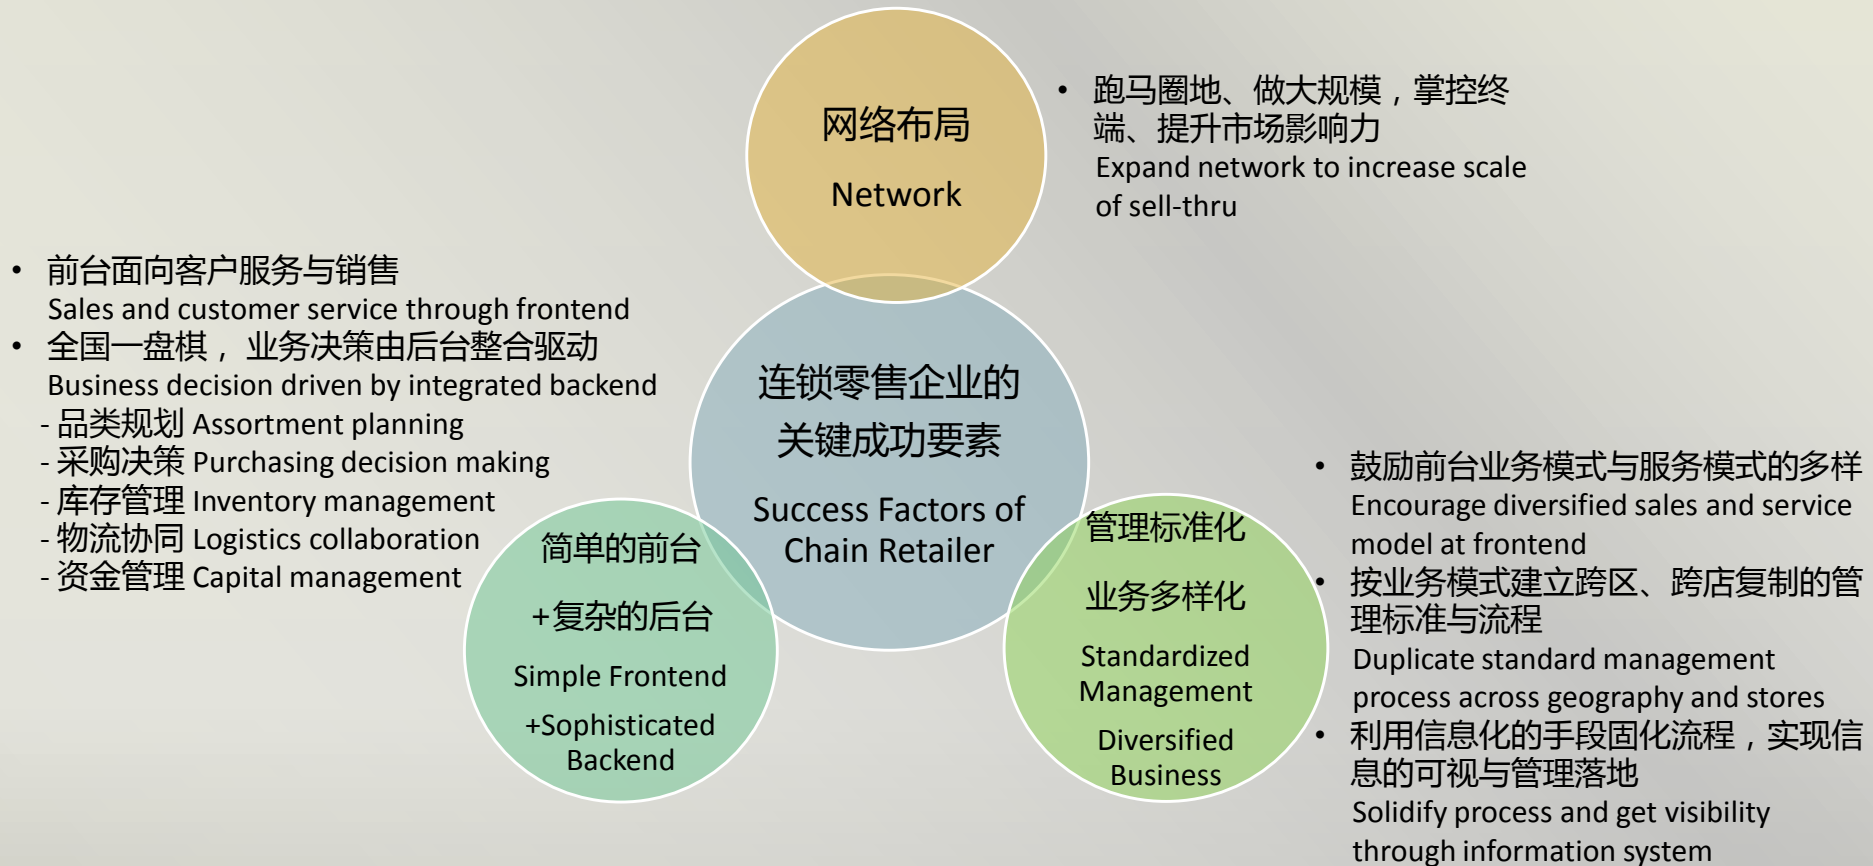 网络布局
Network
• 跑马圈地、做大规模，掌控终
端、提升市场影响力
Expand network to increase scale
of sell-thru
• 前台面向客户服务与销售
Sales and customer service through frontend
• 全国一盘棋， 业务决策由后台整合驱动
Business decision driven by integrated backend
- 品类规划 Assortment planning
- 采购决策 Purchasing decision making
- 库存管理 Inventory management
- 物流协同 Logistics collaboration
- 资金管理 Capital management
连锁零售企业的
关键成功要素
Success Factors of
Chain Retailer
简单的前台
+复杂的后台
Simple Frontend
+Sophisticated
Backend
管理标准化
业务多样化
Standardized
Management
Diversified
Business
• 鼓励前台业务模式与服务模式的多样
Encourage diversified sales and service
model at frontend
• 按业务模式建立跨区、跨店复制的管
理标准与流程
Duplicate standard management
process across geography and stores
• 利用信息化的手段固化流程，实现信
息的可视与管理落地
Solidify process and get visibility
through information system